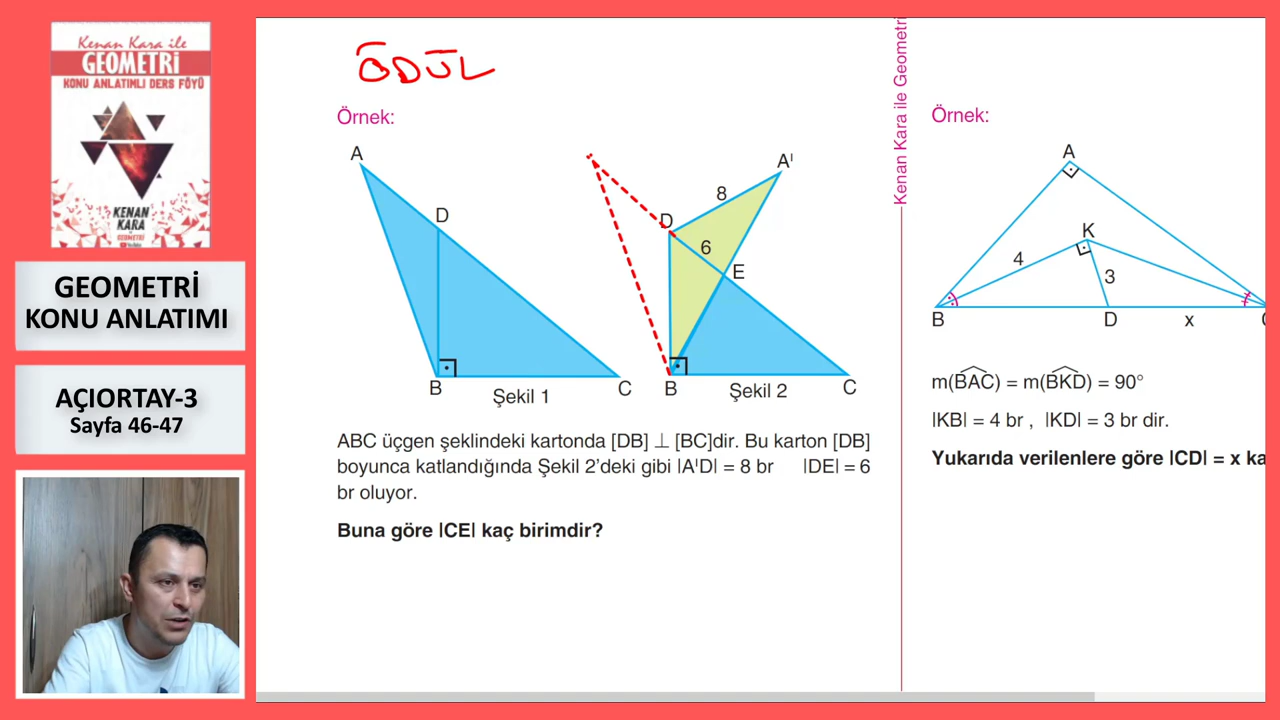 Kenan Kara ile
GEOMETRİ
KONU ANLATIMLI DERS FÖYÜ
KENAN
KARA
GEOMETRİ
KONU ANLATIMI
AÇIORTAY-3
Sayfa 46-47
ÖDÜL
Örnek:
A
D
B
C
Şekil 1
A'
8
D
6
E
B
C
Şekil 2
ABC üçgen şeklindeki kartonda [DB] ⊥ [BC]dir. Bu karton [DB]
boyunca katlandığında Şekil 2'deki gibi |A'D| = 8 br |DE| = 6
br oluyor.
Buna göre |CE| kaç birimdir?
Kenan Kara ile Geometri
Örnek:
A
K
4
3
B
D
x
m(BAC) = m(BKD) = 90°
|KB| = 4 br , |KD| = 3 br dir.
Yukarıda verilenlere göre |CD| = x ka